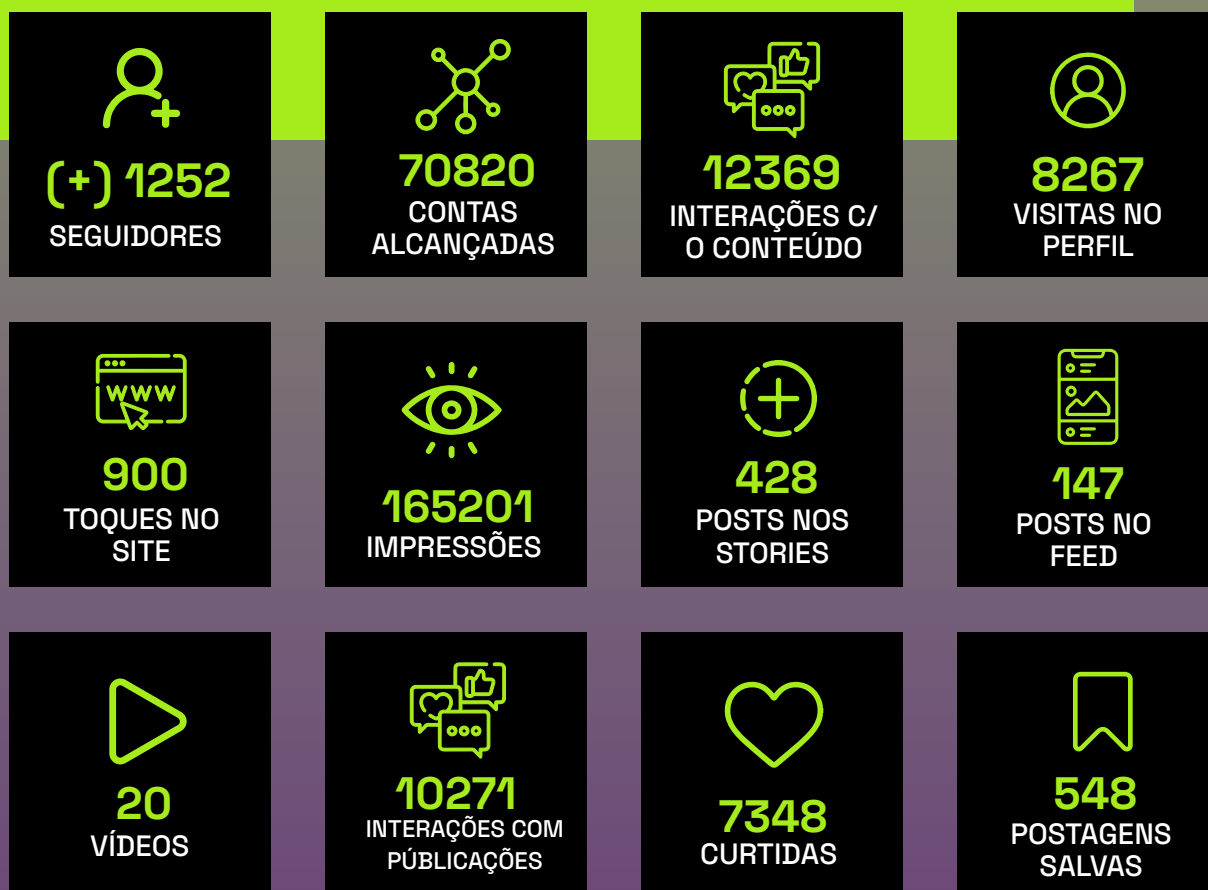 (+) 1252
SEGUIDORES
70820
CONTAS
ALCANÇADAS
12369
INTERAÇÕES C/
O CONTEÚDO
8267
VISITAS NO
PERFIL
WWW
900
TOQUES NO
SITE
165201
IMPRESSÕES
428
POSTS NOS
STORIES
147
POSTS NO
FEED
20
VÍDEOS
10271
INTERAÇÕES COM
PÚBLICAÇÕES
7348
CURTIDAS
548
POSTAGENS
SALVAS